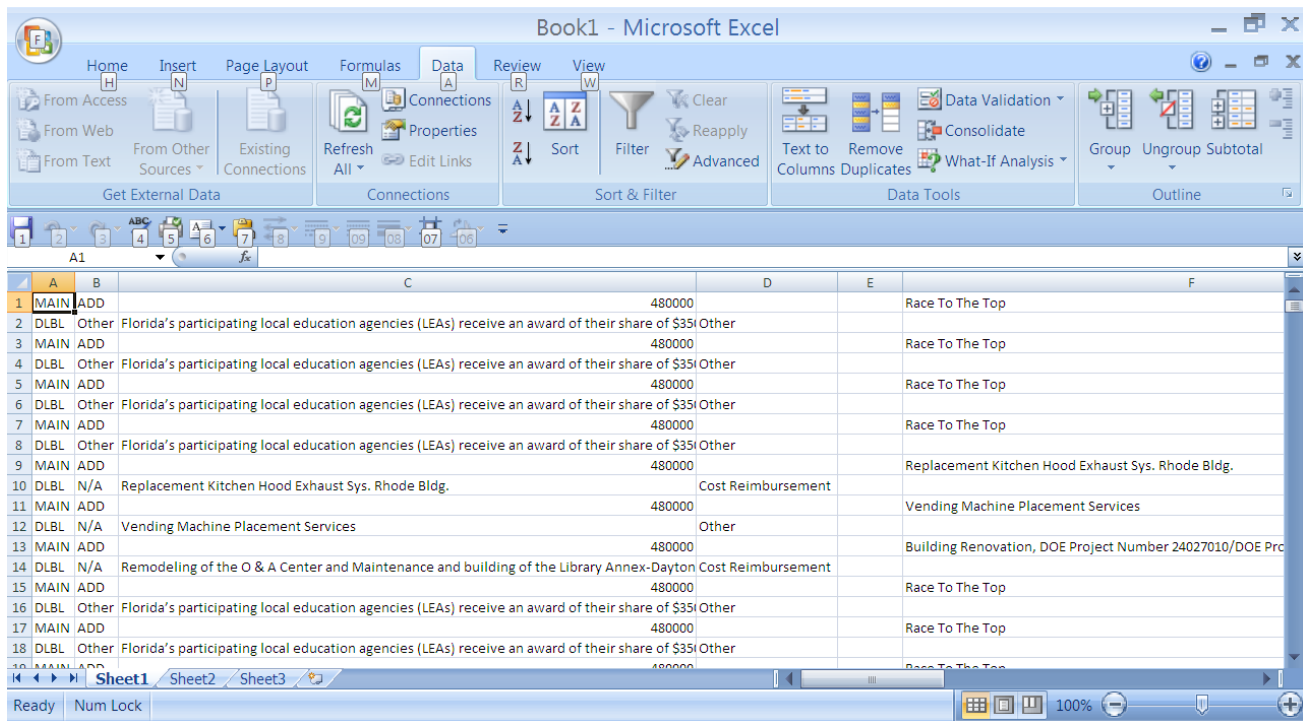 Book1 - Microsoft Excel
F
Home Insert Page Layout Formulas Data Review View
H N P M A R W
From Access
From Web
From Text
From Other Sources
Existing Connections
Get External Data
Refresh All
Connections
Properties
Edit Links
Connections
Sort
Filter
Clear
Reapply
Advanced
Sort & Filter
Text to Columns
Remove Duplicates
Data Validation
Consolidate
What-If Analysis
Data Tools
Group Ungroup Subtotal
Outline
1 2 3 4 5 6 7 8 9 09 08 07 06
A1 fx
A B C D E F
1 MAIN ADD 480000 Race To The Top
2 DLBL Other Florida's participating local education agencies (LEAs) receive an award of their share of $35 Other
3 MAIN ADD 480000 Race To The Top
4 DLBL Other Florida's participating local education agencies (LEAs) receive an award of their share of $35 Other
5 MAIN ADD 480000 Race To The Top
6 DLBL Other Florida's participating local education agencies (LEAs) receive an award of their share of $35 Other
7 MAIN ADD 480000 Race To The Top
8 DLBL Other Florida's participating local education agencies (LEAs) receive an award of their share of $35 Other
9 MAIN ADD 480000 Replacement Kitchen Hood Exhaust Sys. Rhode Bldg.
10 DLBL N/A Replacement Kitchen Hood Exhaust Sys. Rhode Bldg. Cost Reimbursement
11 MAIN ADD 480000 Vending Machine Placement Services
12 DLBL N/A Vending Machine Placement Services Other
13 MAIN ADD 480000 Building Renovation, DOE Project Number 24027010/DOE Prc
14 DLBL N/A Remodeling of the O & A Center and Maintenance and building of the Library Annex-Dayton Cost Reimbursement
15 MAIN ADD 480000 Race To The Top
16 DLBL Other Florida's participating local education agencies (LEAs) receive an award of their share of $35 Other
17 MAIN ADD 480000 Race To The Top
18 DLBL Other Florida's participating local education agencies (LEAs) receive an award of their share of $35 Other
19 MAIN ADD 480000 Race To The Top
Sheet1 Sheet2 Sheet3
Ready Num Lock 100%